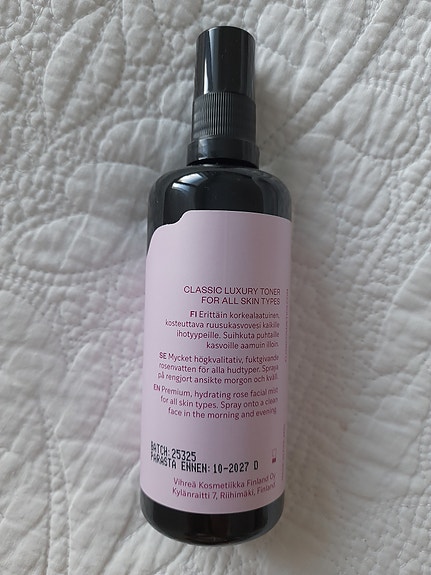 CLASSIC LUXURY TONER
FOR ALL SKIN TYPES
FI Erittäin korkealaatuinen,
kosteuttava ruusukasvovesi kaikille
ihotyypeille. Suihkuta puhtaille
kasvoille aamuin illoin.
SE Mycket högkvalitativ, fuktgivande
rosenvatten för alla hudtyper. Spraya
på rengjort ansikte morgon och kväll.
EN Premium, hydrating rose facial mist
for all skin types. Spray onto a clean
face in the morning and evening.
BATCH:25325
PARASTA ENNEN:10-2027 D
Vihreä Kosmetiikka Finland Oy
Kylänraitti 7, Riihimäki, Finland